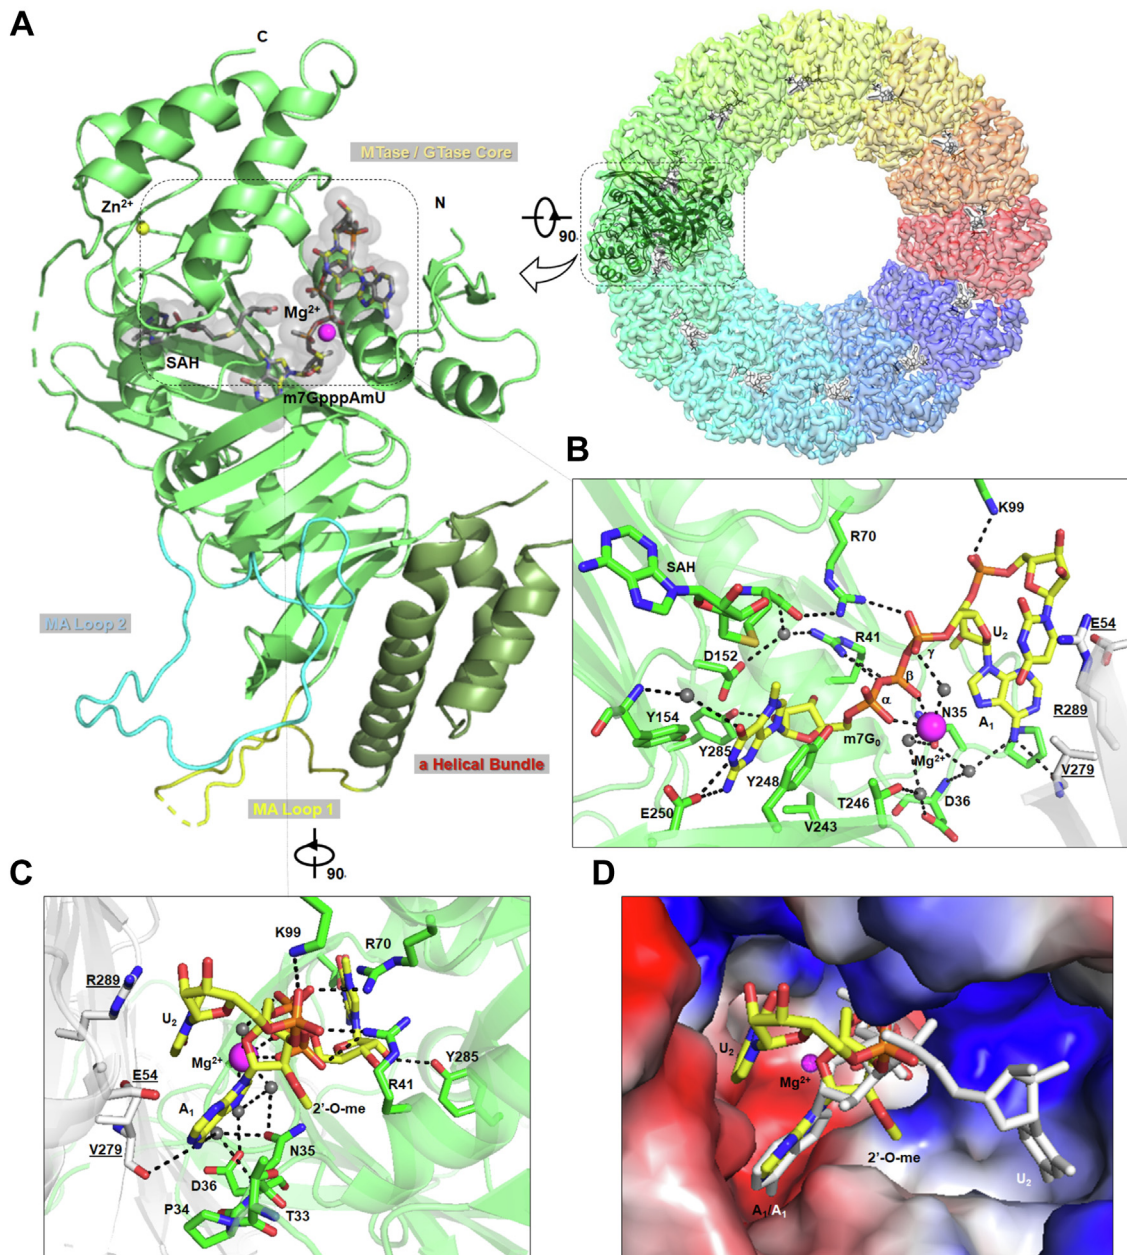 A
C
MTase / GTase Core
Zn2+
N
90
Mg2+
SAH
m7GpppAmU
MA Loop 2
a Helical Bundle
MA Loop 1
90
B
K99
R70
SAH
E54
U2
R41
D152
γ
β
α
N35
R289
A1
Y154
m7G0
Y285
Mg2+
V279
Y248
T246
D36
E250
V243
C
K99
R70
R289
U2
Mg2+
Y285
E54
R41
A1
2'-O-me
V279
N35
D36
P34
T33
D
U2
Mg2+
2'-O-me
U2
A1/A1